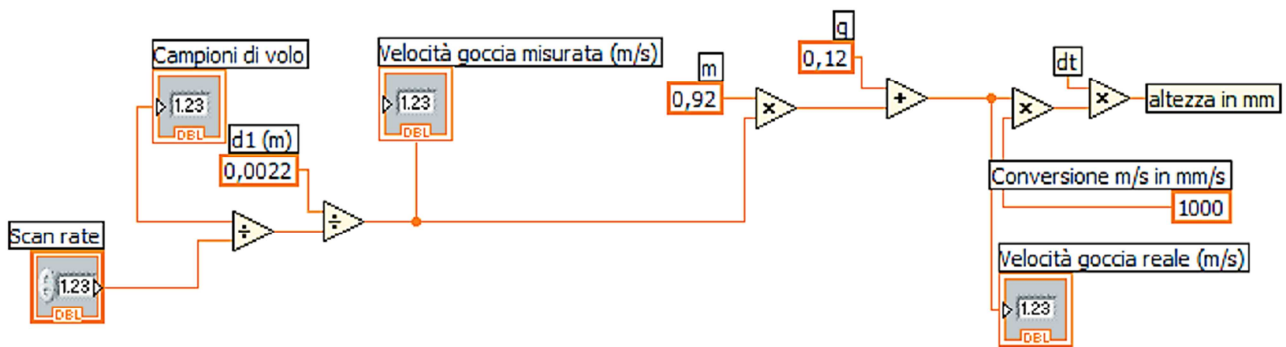 Campioni di volo
1.23
DBL
Velocità goccia misurata (m/s)
1.23
DBL
d1 (m)
0,0022
÷
÷
Scan rate
1.23
DBL
m
0,92
×
q
0,12
+
×
dt
×
altezza in mm
Conversione m/s in mm/s
1000
Velocità goccia reale (m/s)
1.23
DBL